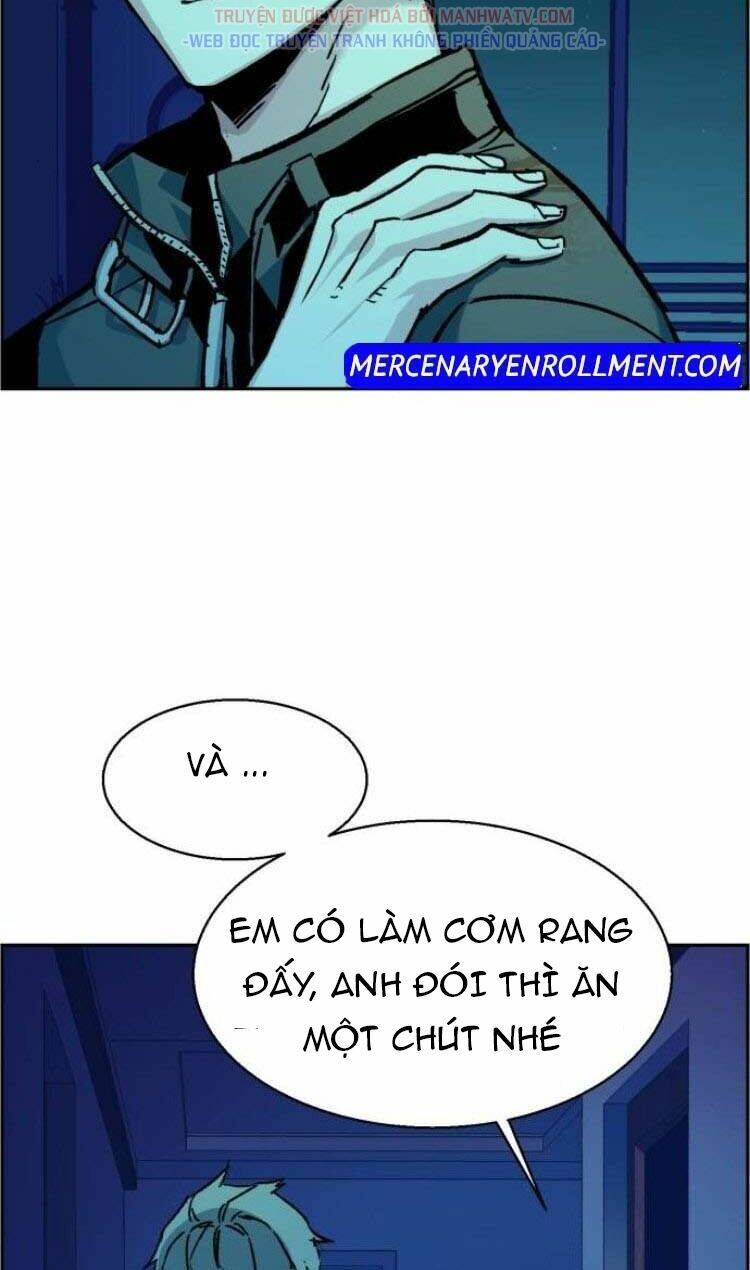 TRUYỆN ĐƯỢC VIỆT HOÁ BỞI MANHWATV.COM
-WEB ĐỌC TRUYỆN TRANH KHÔNG PHIỀN QUẢNG CÁO-
MERCENARYENROLLMENT.COM
VÀ ...
EM CÓ LÀM CƠM RANG
ĐẤY, ANH ĐÓI THÌ ĂN
MỘT CHÚT NHÉ